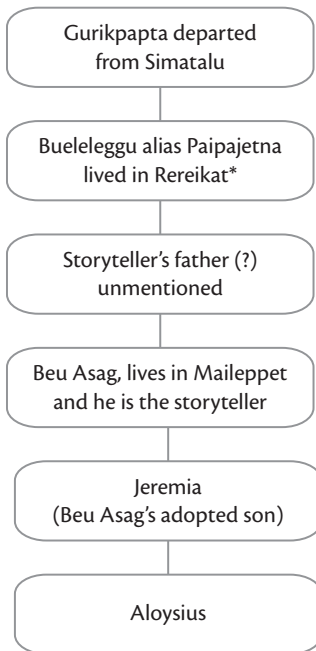 Gurikpapta departed
from Simatalu
Bueleleggu alias Paipajetna
lived in Rereikat*
Storyteller’s father (?)
unmentioned
Beu Asag, lives in Maileppet
and he is the storyteller
Jeremia
(Beu Asag’s adopted son)
Aloysius